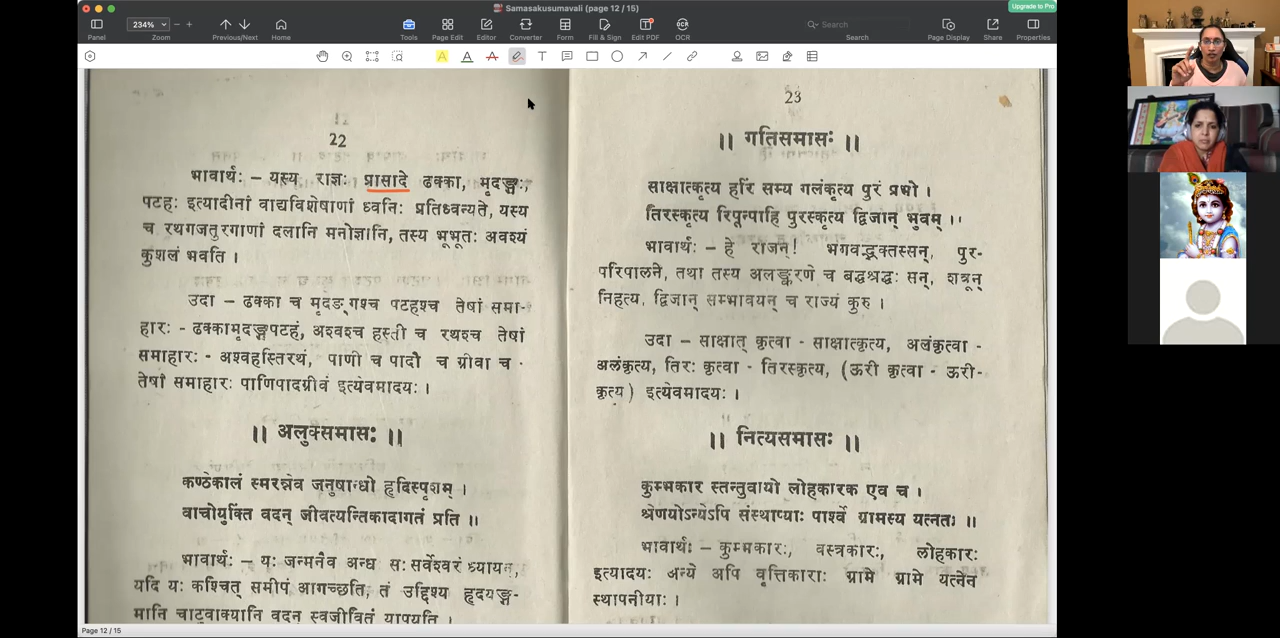 Samasakusumavali (page 12 / 15)
Upgrade to Pro
234%
Panel
Zoom
Previous/Next
Home
Tools
Page Edit
Editor
Converter
Form
Fill & Sign
Edit PDF
OCR
Search
Search
Page Display
Share
Properties
22
भावार्थः – यस्य राज्ञः प्रासादे ढक्का, मृदङ्गः,
पटहः इत्यादीनां वाद्यविशेषाणां ध्वनिः प्रतिध्वन्यते, यस्य
च रथगजतुरगाणां दलानि मनोज्ञानि, तस्य भूभृतः अवश्यं
कुशलं भवति ।
उदा – ढक्का च मृदङ्गश्च पटहश्च तेषां समा-
हारः - ढक्कामृदङ्गपटहं, अश्वश्च हस्ती च रथश्च तेषां
समाहारः - अश्वहस्तिरथं, पाणी च पादौ च ग्रीवा च
तेषां समाहारः पाणिपादग्रीवं इत्येवमादयः ।
।। अलुक्समासः ।।
कण्ठेकालं स्मरन्नेव जनुषान्धो हृदिस्पृशम् ।
वाचोयुक्तिं वदन् जीवत्यन्तिकादागतं प्रति ।।
भावार्थः – यः जन्मनैव अन्ध सः सर्वेश्वरं ध्यायन्,
यदि यः कश्चित् समीपं आगच्छति, तं उद्दिश्य हृदयङ्ग-
मानि चाटुवाक्यानि वदन् स्वजीवितं यापयति ।
23
।। गतिसमासः ।।
साक्षात्कृत्य हरिं सम्य गलंकृत्य पुरं प्रभो ।
तिरस्कृत्य रिपून्पाहि पुरस्कृत्य द्विजान् भुवम् ।।
भावार्थः – हे राजन् ! भगवद्भक्तस्सन्, पुर-
परिपालने, तथा तस्य अलङ्करणे च बद्धश्रद्धः सन्, शत्रून्
निहत्य, द्विजान् सम्भावयन् च राज्यं कुरु ।
उदा – साक्षात् कृत्वा - साक्षात्कृत्य, अलंकृत्वा -
अलंकृत्य, तिरः कृत्वा - तिरस्कृत्य, (ऊरी कृत्वा - ऊरी-
कृत्य) इत्येवमादयः ।
।। नित्यसमासः ।।
कुम्भकार स्तन्तुवायो लोहकारक एव च ।
श्रेणयोऽन्येऽपि संस्थाप्याः पार्श्वे ग्रामस्य यत्नतः ।।
भावार्थः – कुम्भकारः, वस्त्रकारः, लोहकारः
इत्यादयः अन्ये अपि वृत्तिकाराः ग्रामे ग्रामे यत्नेन
स्थापनीयाः ।
Page 12 / 15